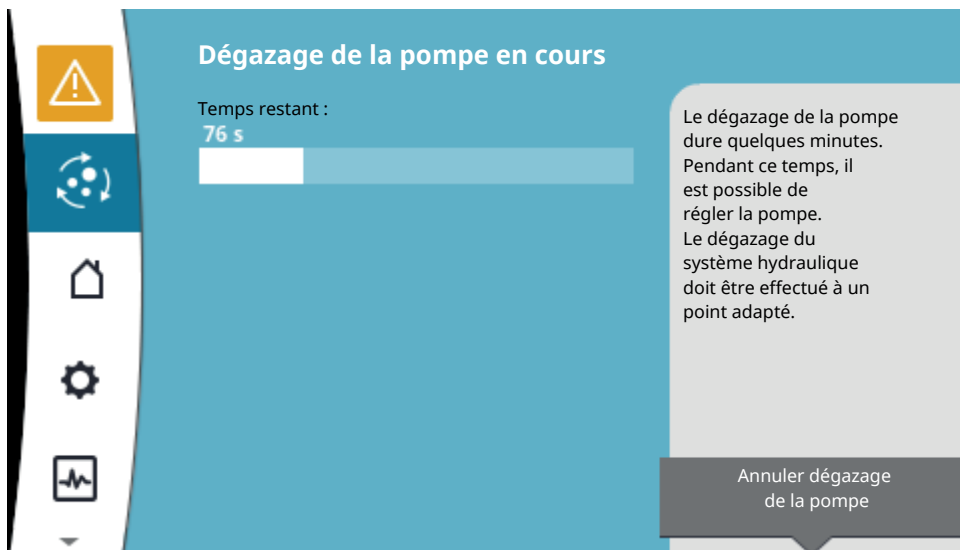 Dégazage de la pompe en cours
Temps restant :
76 s
Le dégazage de la pompe
dure quelques minutes.
Pendant ce temps, il
est possible de
régler la pompe.
Le dégazage du
système hydraulique
doit être effectué à un
point adapté.
Annuler dégazage
de la pompe